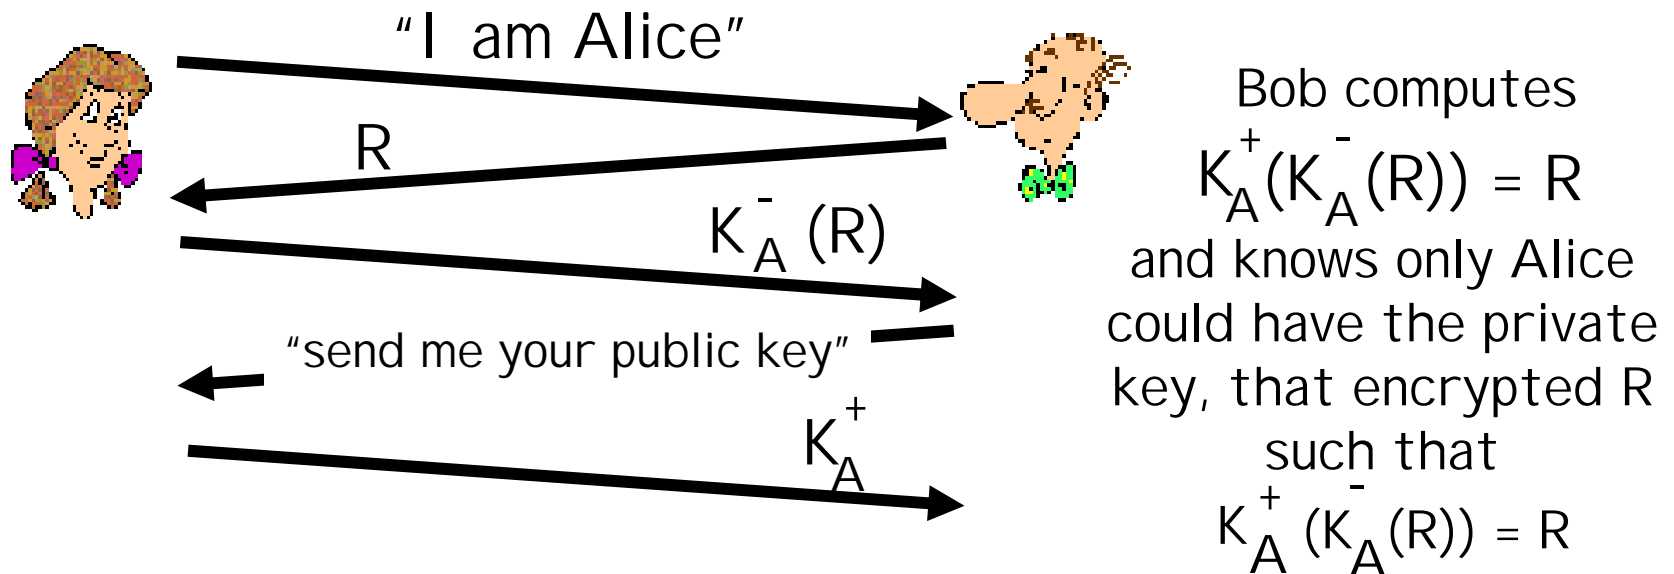 “I am Alice”
R
K_A^- (R)
“send me your public key”
K_A^+
Bob computes
K_A^+(K_A^-(R)) = R
and knows only Alice
could have the private
key, that encrypted R
such that
K_A^+ (K_A^-(R)) = R